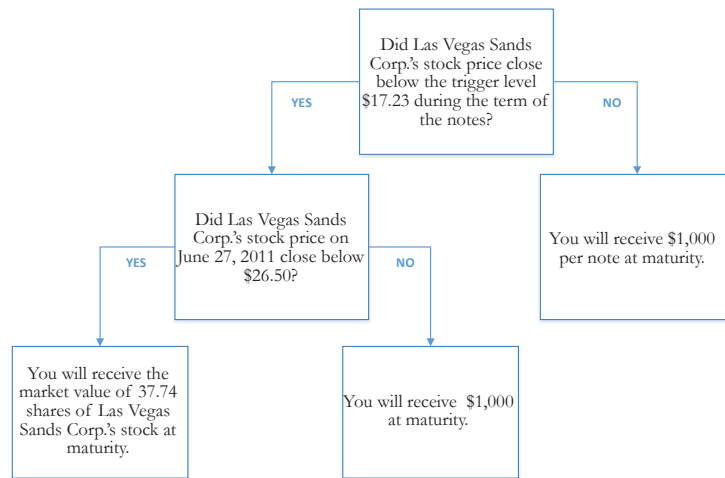 Did Las Vegas Sands
Corp.'s stock price close
below the trigger level
$17.23 during the term of
the notes?
YES
NO
Did Las Vegas Sands
Corp.'s stock price on
June 27, 2011 close below
$26.50?
You will receive $1,000
per note at maturity.
YES
NO
You will receive the
market value of 37.74
shares of Las Vegas
Sands Corp.'s stock at
maturity.
You will receive $1,000
at maturity.